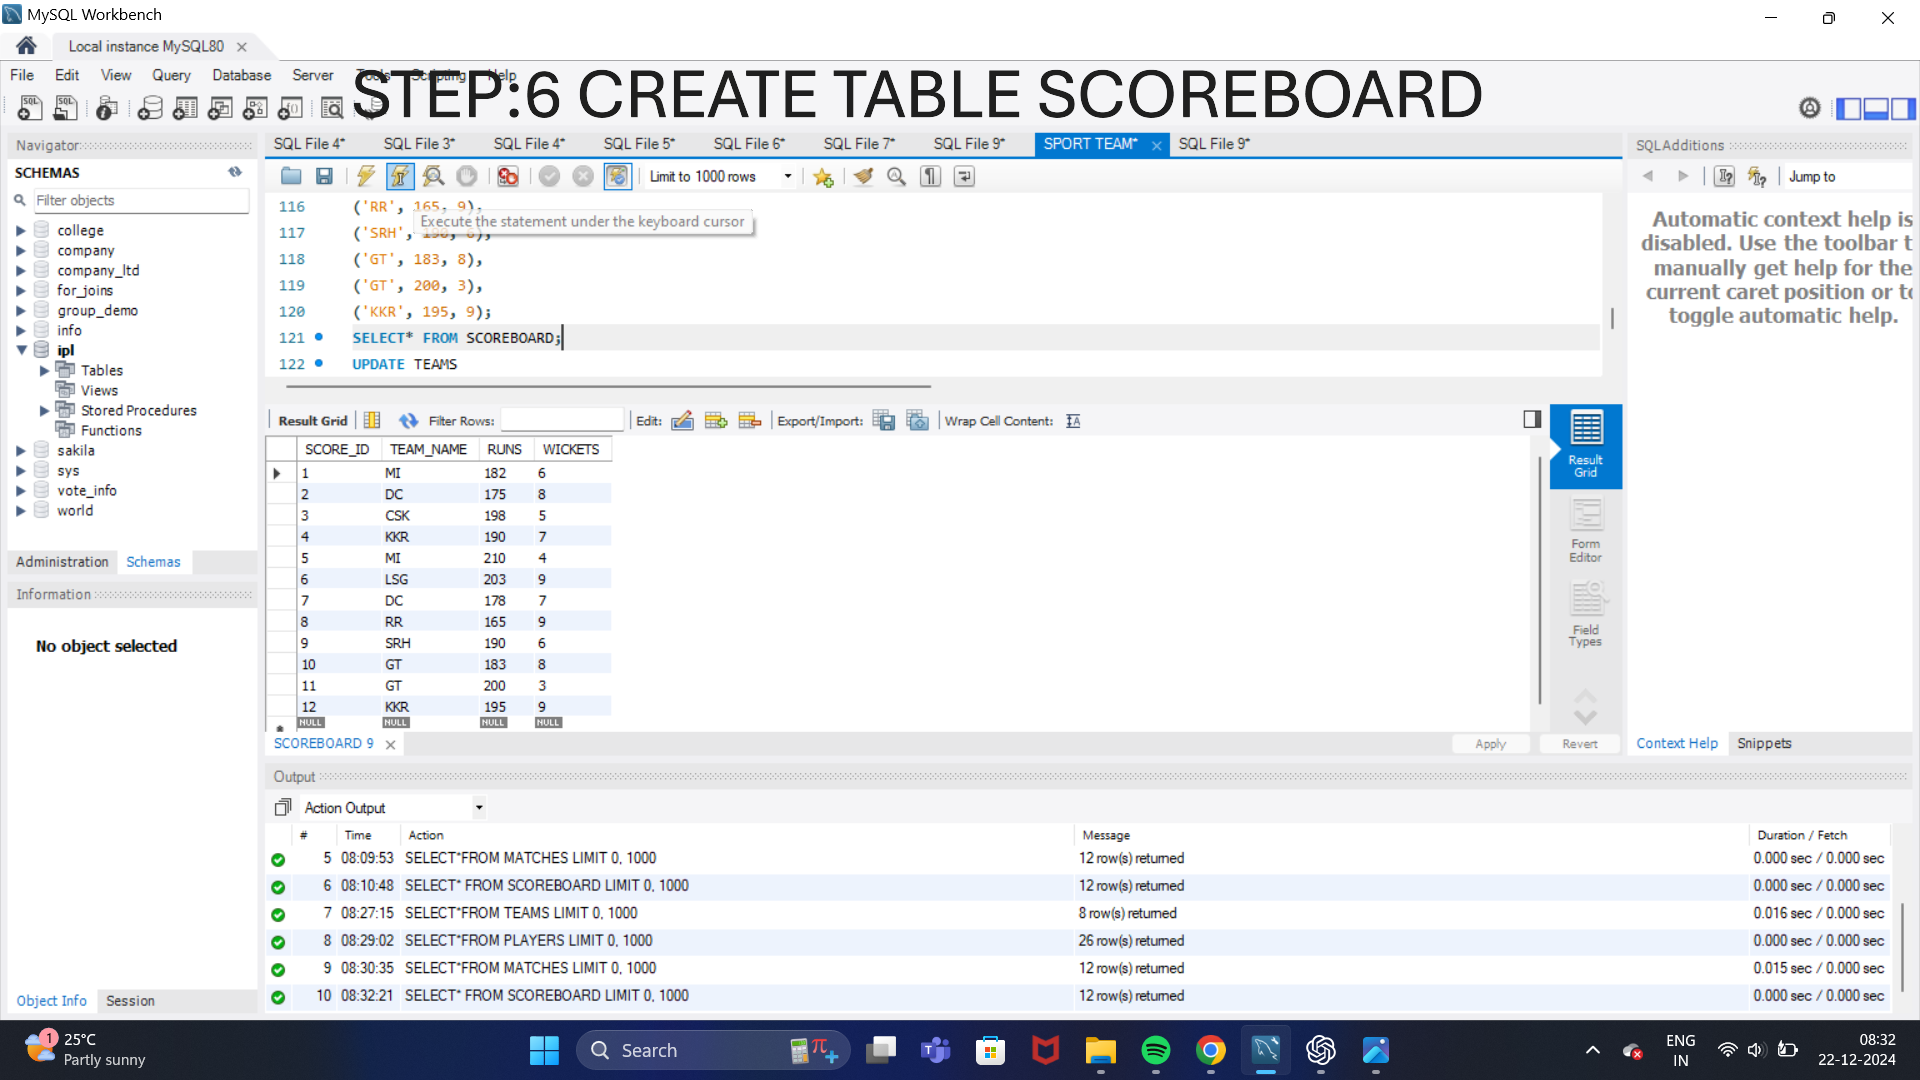 MySQL Workbench
Local instance MySQL80
File Edit View Query Database Server Tools Scripting Help
STEP:6 CREATE TABLE SCOREBOARD
Navigator
SQL File 4* SQL File 3* SQL File 4* SQL File 5* SQL File 6* SQL File 7* SQL File 9* SPORT TEAM* SQL File 9*
SQLAdditions
SCHEMAS
Limit to 1000 rows
Jump to
Filter objects
college
company
company_ltd
for_joins
group_demo
info
ipl
Tables
Views
Stored Procedures
Functions
sakila
sys
vote_info
world
Administration Schemas
Information
No object selected
Object Info Session
116 ('RR', 165, 9),
Execute the statement under the keyboard cursor
117 ('SRH', 190, 6),
118 ('GT', 183, 8),
119 ('GT', 200, 3),
120 ('KKR', 195, 9);
121 SELECT* FROM SCOREBOARD;
122 UPDATE TEAMS
Automatic context help is
disabled. Use the toolbar t
manually get help for the
current caret position or to
toggle automatic help.
Result Grid Filter Rows: Edit: Export/Import: Wrap Cell Content:
SCORE_ID TEAM_NAME RUNS WICKETS
1 MI 182 6
2 DC 175 8
3 CSK 198 5
4 KKR 190 7
5 MI 210 4
6 LSG 203 9
7 DC 178 7
8 RR 165 9
9 SRH 190 6
10 GT 183 8
11 GT 200 3
12 KKR 195 9
NULL NULL NULL NULL
Result
Grid
Form
Editor
Field
Types
SCOREBOARD 9
Apply Revert
Context Help Snippets
Output
Action Output
# Time Action Message Duration / Fetch
5 08:09:53 SELECT*FROM MATCHES LIMIT 0, 1000 12 row(s) returned 0.000 sec / 0.000 sec
6 08:10:48 SELECT* FROM SCOREBOARD LIMIT 0, 1000 12 row(s) returned 0.000 sec / 0.000 sec
7 08:27:15 SELECT*FROM TEAMS LIMIT 0, 1000 8 row(s) returned 0.016 sec / 0.000 sec
8 08:29:02 SELECT*FROM PLAYERS LIMIT 0, 1000 26 row(s) returned 0.000 sec / 0.000 sec
9 08:30:35 SELECT*FROM MATCHES LIMIT 0, 1000 12 row(s) returned 0.015 sec / 0.000 sec
10 08:32:21 SELECT* FROM SCOREBOARD LIMIT 0, 1000 12 row(s) returned 0.000 sec / 0.000 sec
1
25°C
Partly sunny
Search
ENG
IN
08:32
22-12-2024